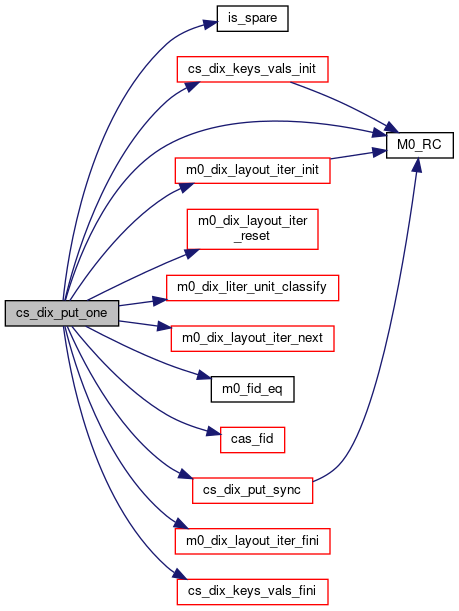 is_spare
cs_dix_keys_vals_init
M0_RC
m0_dix_layout_iter_init
m0_dix_layout_iter
_reset
m0_dix_liter_unit_classify
cs_dix_put_one
m0_dix_layout_iter_next
m0_fid_eq
cas_fid
cs_dix_put_sync
m0_dix_layout_iter_fini
cs_dix_keys_vals_fini